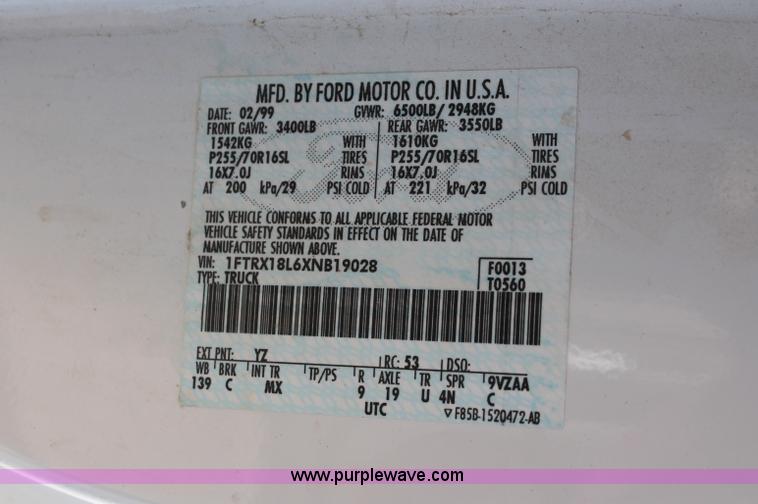 MFD. BY FORD MOTOR CO. IN U.S.A.
DATE: 02/99 GVWR: 6500LB/ 2948KG
FRONT GAWR: 3400LB REAR GAWR: 3550LB
1542KG WITH 1610KG WITH
P255/70R16SL TIRES P255/70R16SL TIRES
16X7.0J RIMS 16X7.0J RIMS
AT 200 kPa/29 PSI COLD AT 221 kPa/32 PSI COLD
THIS VEHICLE CONFORMS TO ALL APPLICABLE FEDERAL MOTOR
VEHICLE SAFETY STANDARDS IN EFFECT ON THE DATE OF
MANUFACTURE SHOWN ABOVE.
VIN: 1FTRX18L6XNB19028 F0013
TYPE: TRUCK T0560
EXT PNT: YZ RC: 53 DSO:
WB BRK INT TR TP/PS R AXLE TR SPR 9VZAA
139 C MX 9 19 U 4N C
UTC ▽F85B-1520472-AB
www.purplewave.com